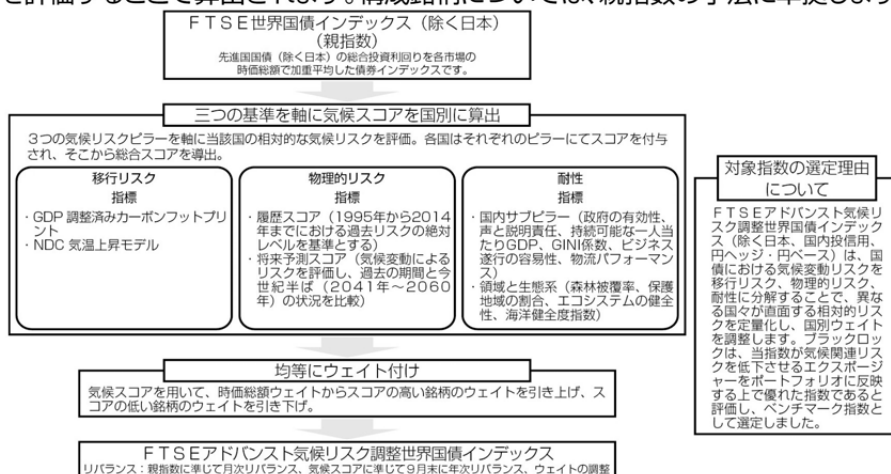 FTSE世界国債インデックス（除く日本）
（親指数）
先進国国債（除く日本）の総合投資利回りを各市場の
時価総額で加重平均した債券インデックスです。
三つの基準を軸に気候スコアを国別に算出
３つの気候リスクピラーを軸に当該国の相対的な気候リスクを評価。各国はそれぞれのピラーにてスコアを付与
され、そこから総合スコアを導出。
移行リスク
指標
・GDP 調整済みカーボンフットプリ
ント
・NDC 気温上昇モデル
物理的リスク
指標
・履歴スコア（1995年から2014
年までにおける過去リスクの絶対
レベルを基準とする）
・将来予測スコア（気候変動による
リスクを評価し、過去の期間と今
世紀半ば（2041年～2060
年）の状況を比較）
耐性
指標
・国内サブピラー（政府の有効性、
声と説明責任、持続可能な一人当
たりGDP、GINI係数、ビジネス
遂行の容易性、物流パフォーマン
ス）
・領域と生態系（森林被覆率、保護
地域の割合、エコシステムの健全
性、海洋健全度指数）
均等にウェイト付け
気候スコアを用いて、時価総額ウェイトからスコアの高い銘柄のウェイトを引き上げ、ス
コアの低い銘柄のウェイトを引き下げ。
FTSEアドバンスト気候リスク調整世界国債インデックス
リバランス：親指数に準じて月次リバランス、気候スコアに準じて９月末に年次リバランス、ウェイトの調整
対象指数の選定理由
について
FTSEアドバンスト気候リ
スク調整世界国債インデック
ス（除く日本、国内投信用、
円ヘッジ・円ベース）は、国
債における気候変動リスクを
移行リスク、物理的リスク、
耐性に分解することで、異な
る国々が直面する相対的リス
クを定量化し、国別ウェイト
を調整します。ブラックロッ
クは、当指数が気候関連リス
クを低下させるエクスポージ
ャーをポートフォリオに反映
する上で優れた指数であると
評価し、ベンチマーク指数と
して選定しました。